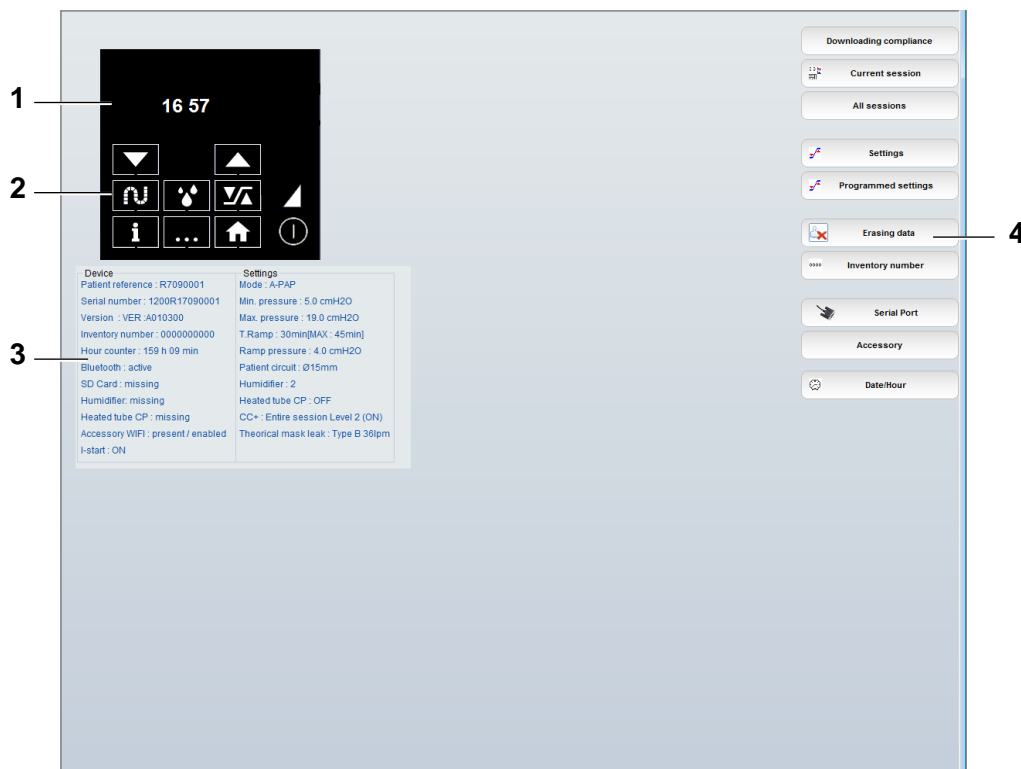 1
16 57
2
i
...
Device
Patient reference : R7090001
Serial number : 1200R17090001
Version : VER :A010300
Inventory number : 0000000000
Hour counter : 159 h 09 min
Bluetooth : active
SD Card : missing
Humidifier: missing
Heated tube CP : missing
Accessory WIFI : present / enabled
I-start : ON
3
Settings
Mode : A-PAP
Min. pressure : 5.0 cmH2O
Max. pressure : 19.0 cmH2O
T.Ramp : 30min[MAX : 45min]
Ramp pressure : 4.0 cmH2O
Patient circuit : Ø15mm
Humidifier : 2
Heated tube CP : OFF
CC+ : Entire session Level 2 (ON)
Theorical mask leak : Type B 36lpm
Downloading compliance
Current session
All sessions
Settings
Programmed settings
Erasing data
4
Inventory number
Serial Port
Accessory
Date/Hour